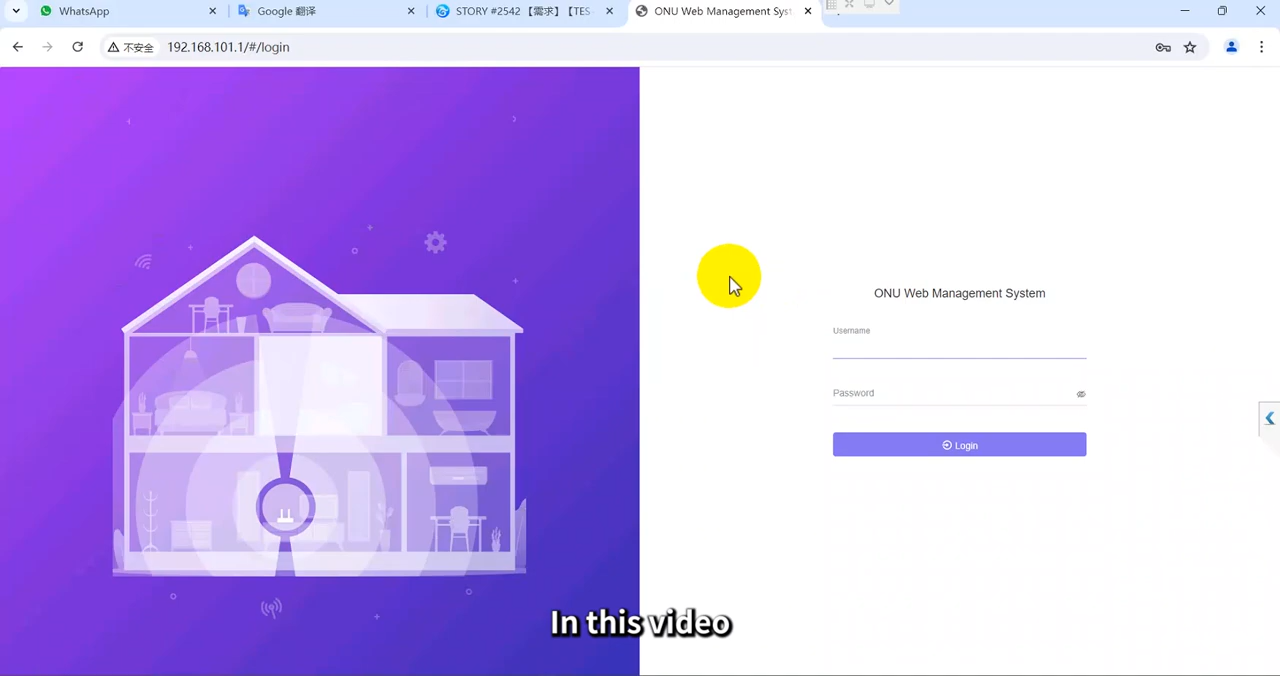 WhatsApp
Google 翻译
STORY #2542 【需求】【TES
ONU Web Management Syst
不安全
192.168.101.1/#/login
ONU Web Management System
Username
Password
Login
In this video